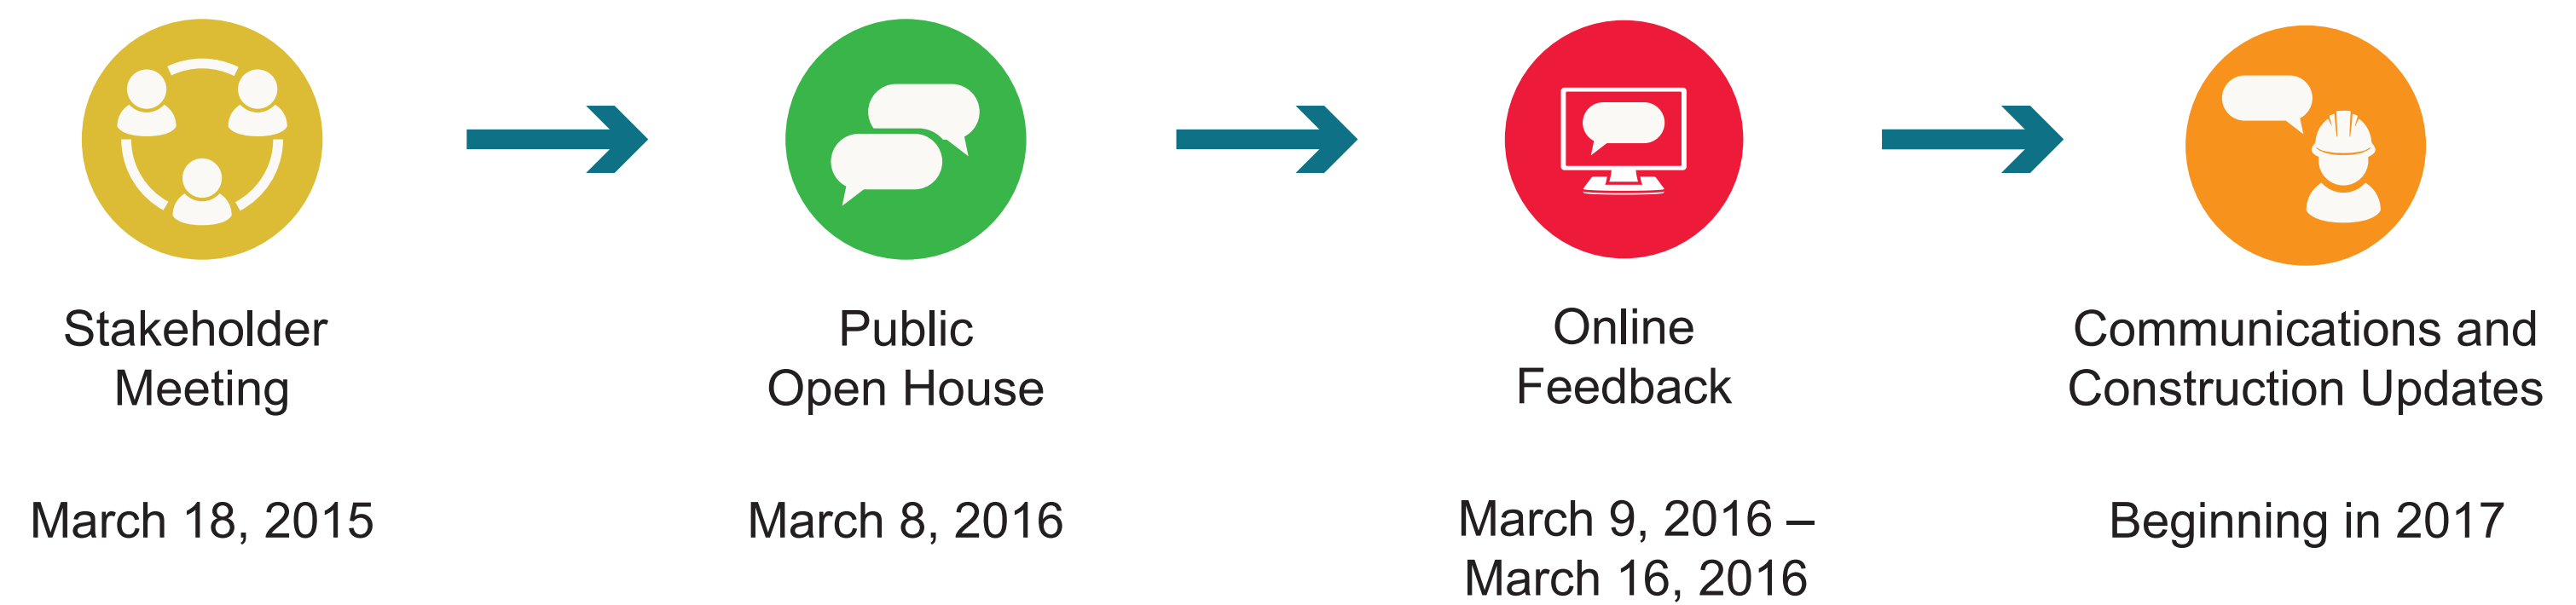 Stakeholder
Meeting
March 18, 2015
Public
Open House
March 8, 2016
Online
Feedback
March 9, 2016 –
March 16, 2016
Communications and
Construction Updates
Beginning in 2017